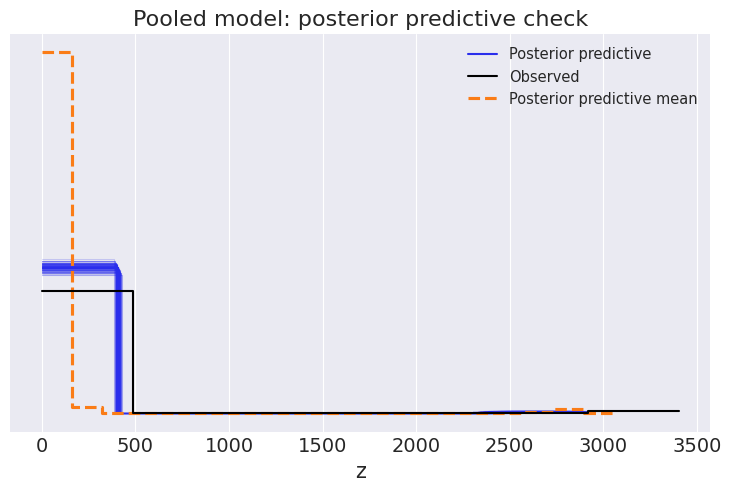 Pooled model: posterior predictive check
Posterior predictive
Observed
Posterior predictive mean
0 500 1000 1500 2000 2500 3000 3500
z